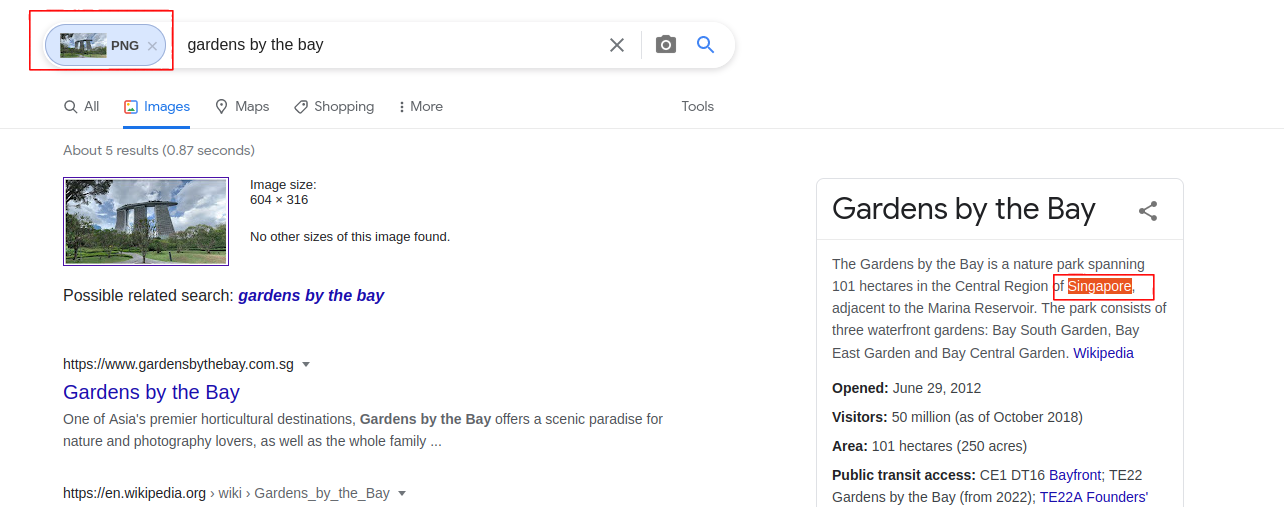 PNG gardens by the bay
All Images Maps Shopping More Tools
About 5 results (0.87 seconds)
Image size:
604 × 316
No other sizes of this image found.
Possible related search: gardens by the bay
https://www.gardensbythebay.com.sg
Gardens by the Bay
One of Asia's premier horticultural destinations, Gardens by the Bay offers a scenic paradise for
nature and photography lovers, as well as the whole family ...
https://en.wikipedia.org › wiki › Gardens_by_the_Bay
Gardens by the Bay
The Gardens by the Bay is a nature park spanning
101 hectares in the Central Region of Singapore,
adjacent to the Marina Reservoir. The park consists of
three waterfront gardens: Bay South Garden, Bay
East Garden and Bay Central Garden. Wikipedia
Opened: June 29, 2012
Visitors: 50 million (as of October 2018)
Area: 101 hectares (250 acres)
Public transit access: CE1 DT16 Bayfront; TE22
Gardens by the Bay (from 2022); TE22A Founders'